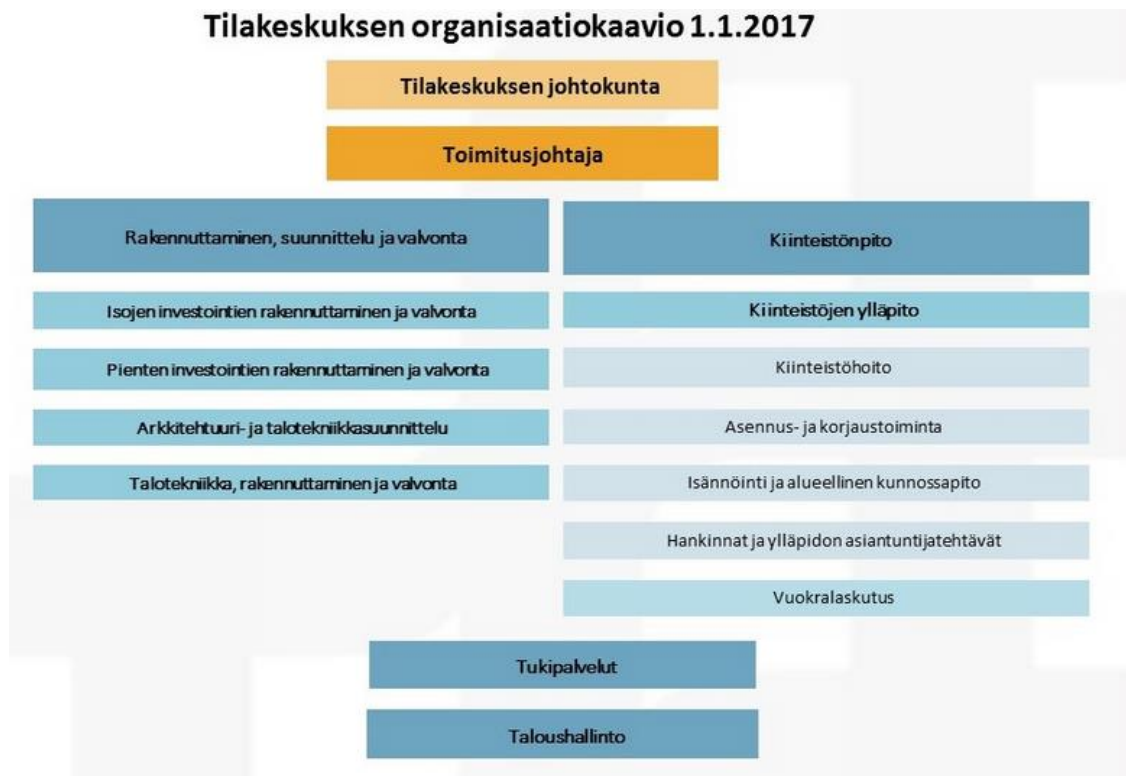 Tilakeskuksen organisaatiokaavio 1.1.2017
Tilakeskuksen johtokunta
Toimitusjohtaja
Rakennuttaminen, suunnittelu ja valvonta
Isojen investointien rakennuttaminen ja valvonta
Pienten investointien rakennuttaminen ja valvonta
Arkkitehtuuri- ja talotekniikkasuunnittelu
Talotekniikka, rakennuttaminen ja valvonta
Kiinteistönpito
Kiinteistöjen ylläpito
Kiinteistöhoito
Asennus- ja korjaustoiminta
Isännöinti ja alueellinen kunnossapito
Hankinnat ja ylläpidon asiantuntijatehtävät
Vuokralaskutus
Tukipalvelut
Taloushallinto